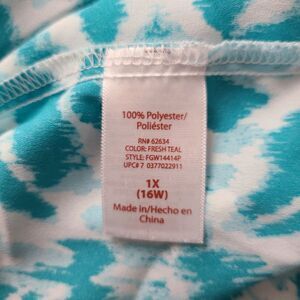 100% Polyester/
Poliéster
RN# 62634
COLOR: FRESH TEAL
STYLE: FGW14414P
UPC# 7 0377022911
1X
(16W)
Made in/Hecho en
China